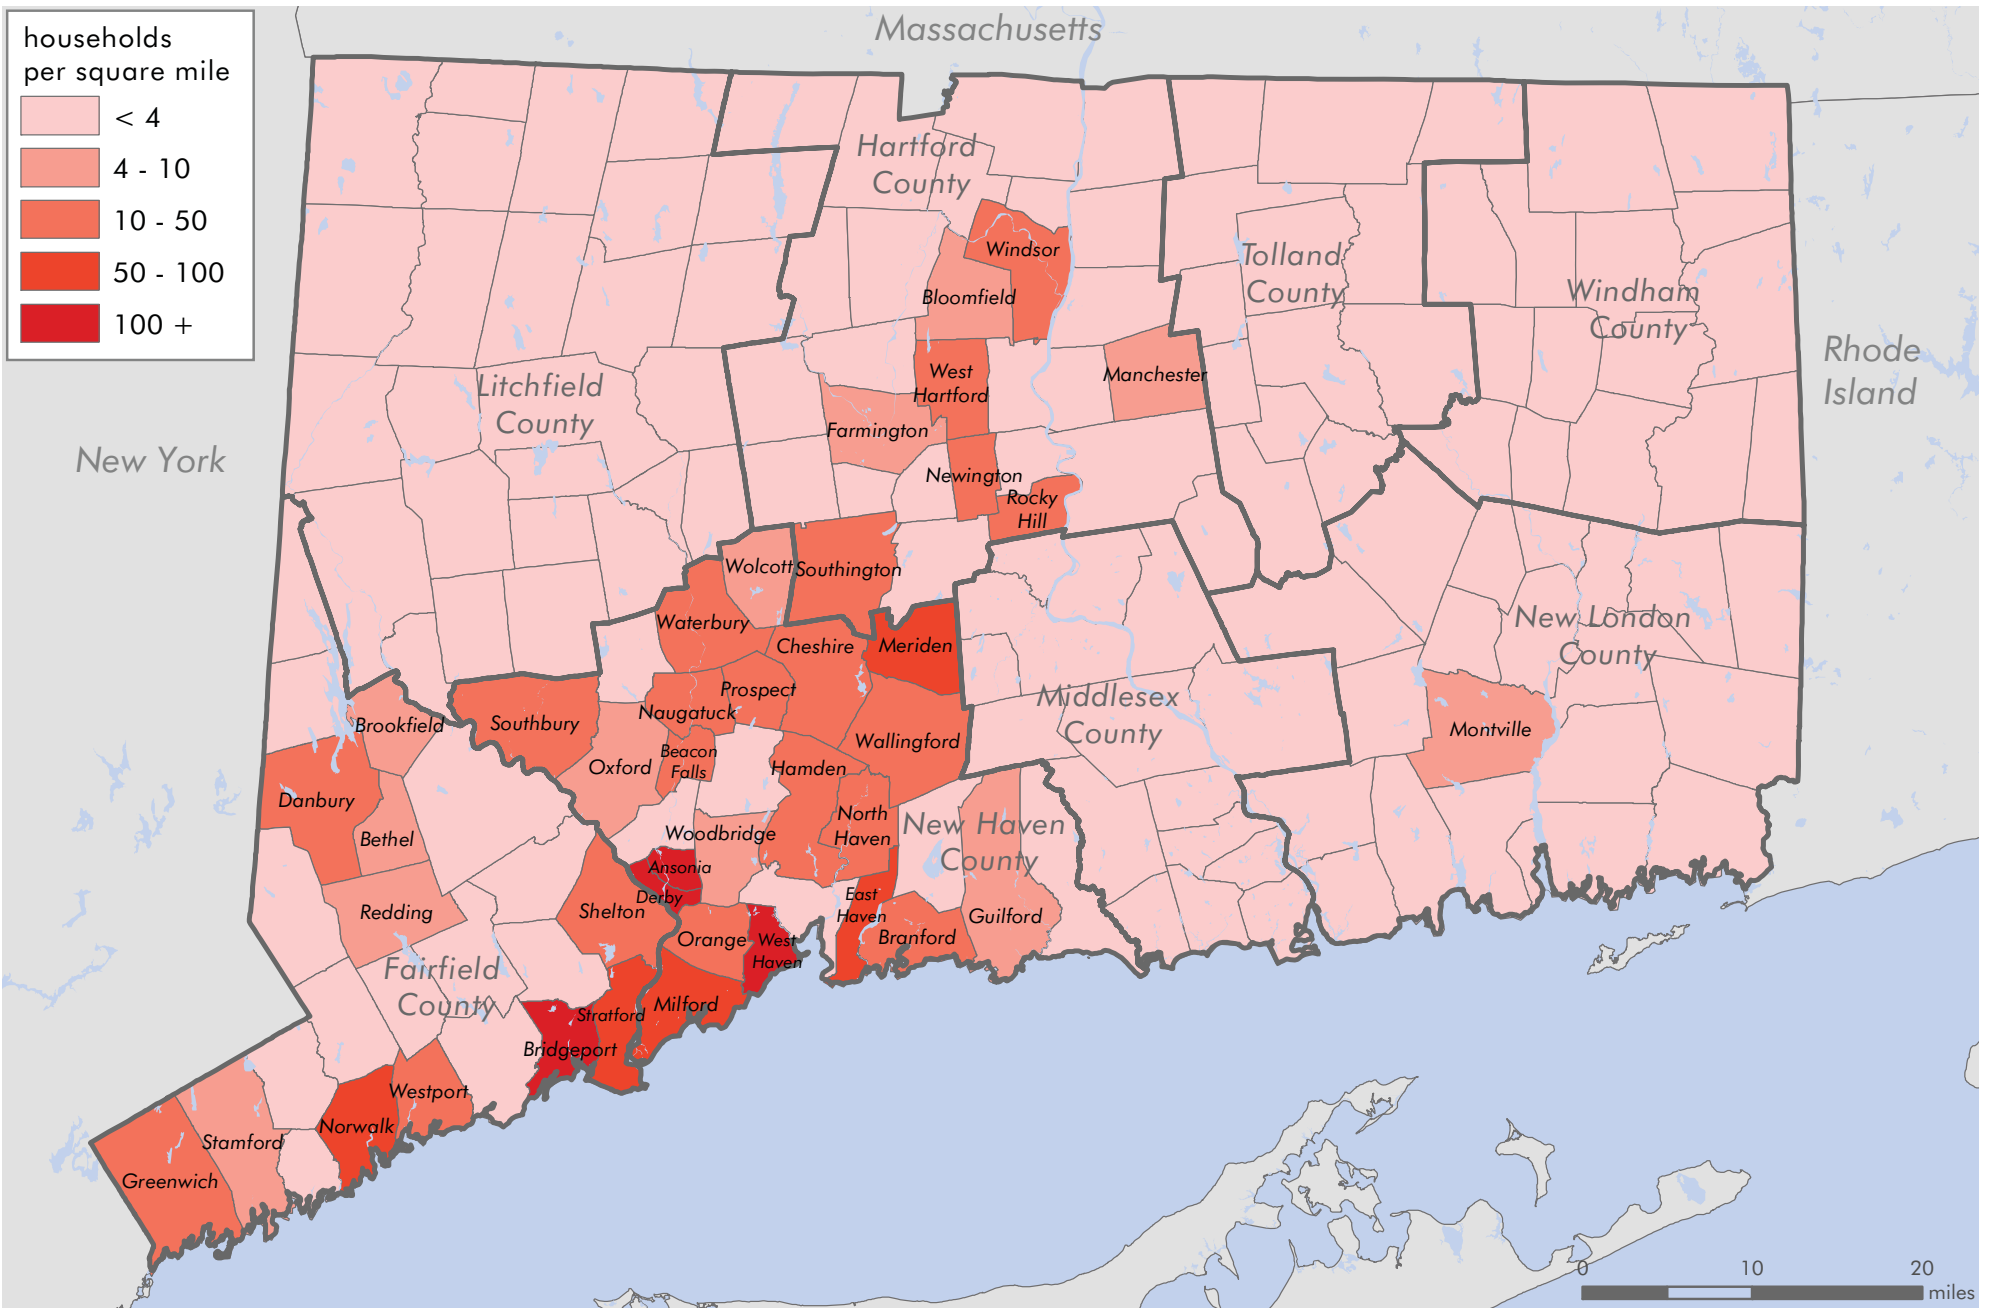 households
per square mile
< 4
4 - 10
10 - 50
50 - 100
100 +
Massachusetts
Hartford
County
Windsor
Tolland
County
Bloomfield
Windham
County
Rhode
Island
West
Hartford
Manchester
Litchfield
County
Farmington
New York
Newington
Rocky
Hill
Wolcott
Southington
Waterbury
Cheshire
Meriden
New London
County
Prospect
Naugatuck
Middlesex
County
Brookfield
Southbury
Montville
Wallingford
Beacon
Falls
Oxford
Hamden
Danbury
North
Haven
New Haven
County
Bethel
Woodbridge
Ansonia
Derby
East
Haven
Redding
Shelton
Guilford
Orange
West
Haven
Branford
Fairfield
County
Milford
Stratford
Bridgeport
Westport
Norwalk
Stamford
Greenwich
0 10 20
miles